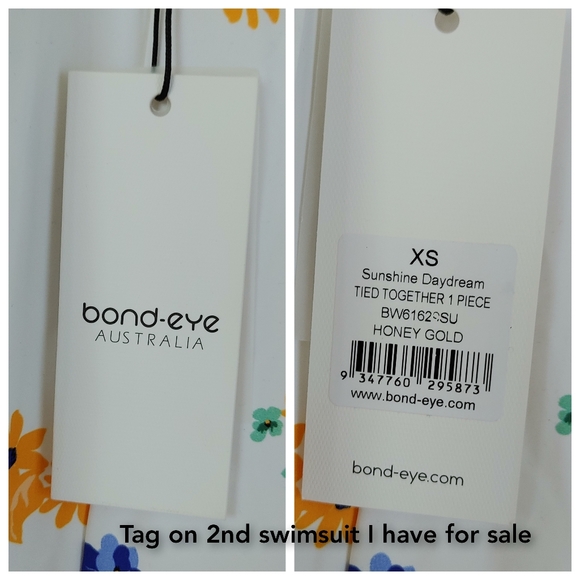 bond-eye
AUSTRALIA
XS
Sunshine Daydream
TIED TOGETHER 1 PIECE
HONEY GOLD
9 347760 295873
www.bond-eye.com
bond-eye.com
Tag on 2nd swimsuit I have for sale